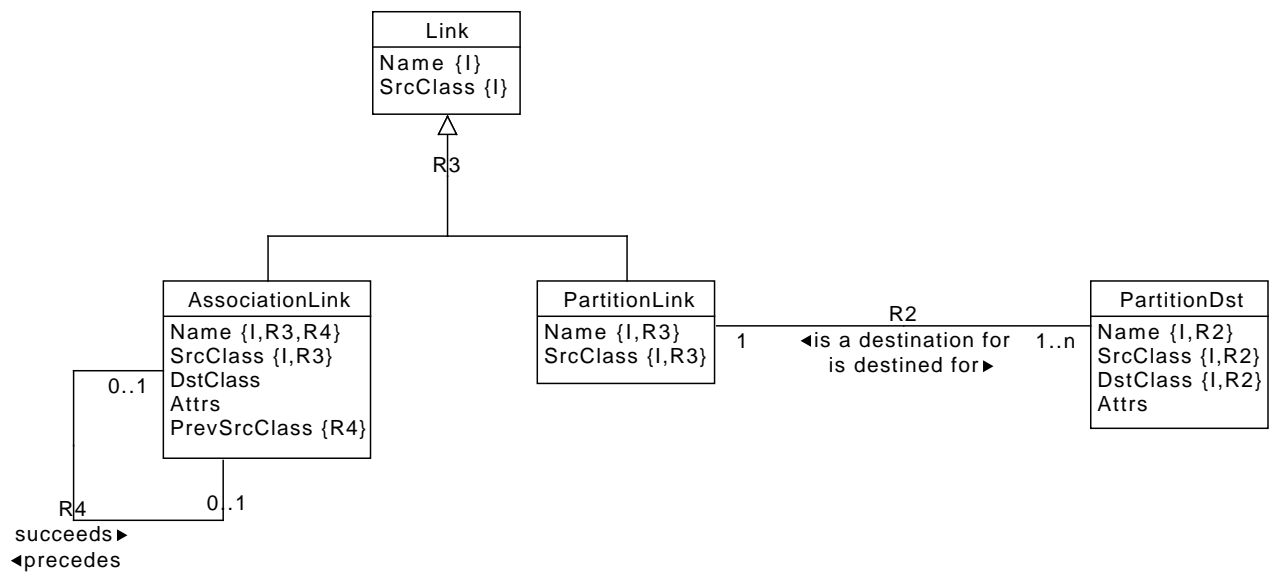 Link
Name {I}
SrcClass {I}
R3
AssociationLink
Name {I,R3,R4}
SrcClass {I,R3}
DstClass
Attrs
PrevSrcClass {R4}
0..1
0..1
R4
succeeds▶
◀precedes
PartitionLink
Name {I,R3}
SrcClass {I,R3}
R2
1
◀is a destination for
1..n
is destined for▶
PartitionDst
Name {I,R2}
SrcClass {I,R2}
DstClass {I,R2}
Attrs